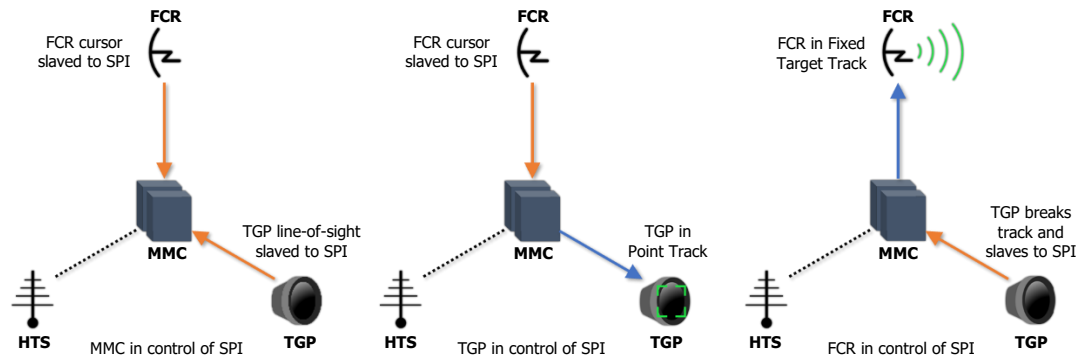 FCR
FCR cursor
slaved to SPI
MMC
TGP line-of-sight
slaved to SPI
HTS
TGP
MMC in control of SPI
FCR
FCR cursor
slaved to SPI
MMC
TGP in
Point Track
HTS
TGP
TGP in control of SPI
FCR
FCR in Fixed
Target Track
MMC
TGP breaks
track and
slaves to SPI
HTS
TGP
FCR in control of SPI